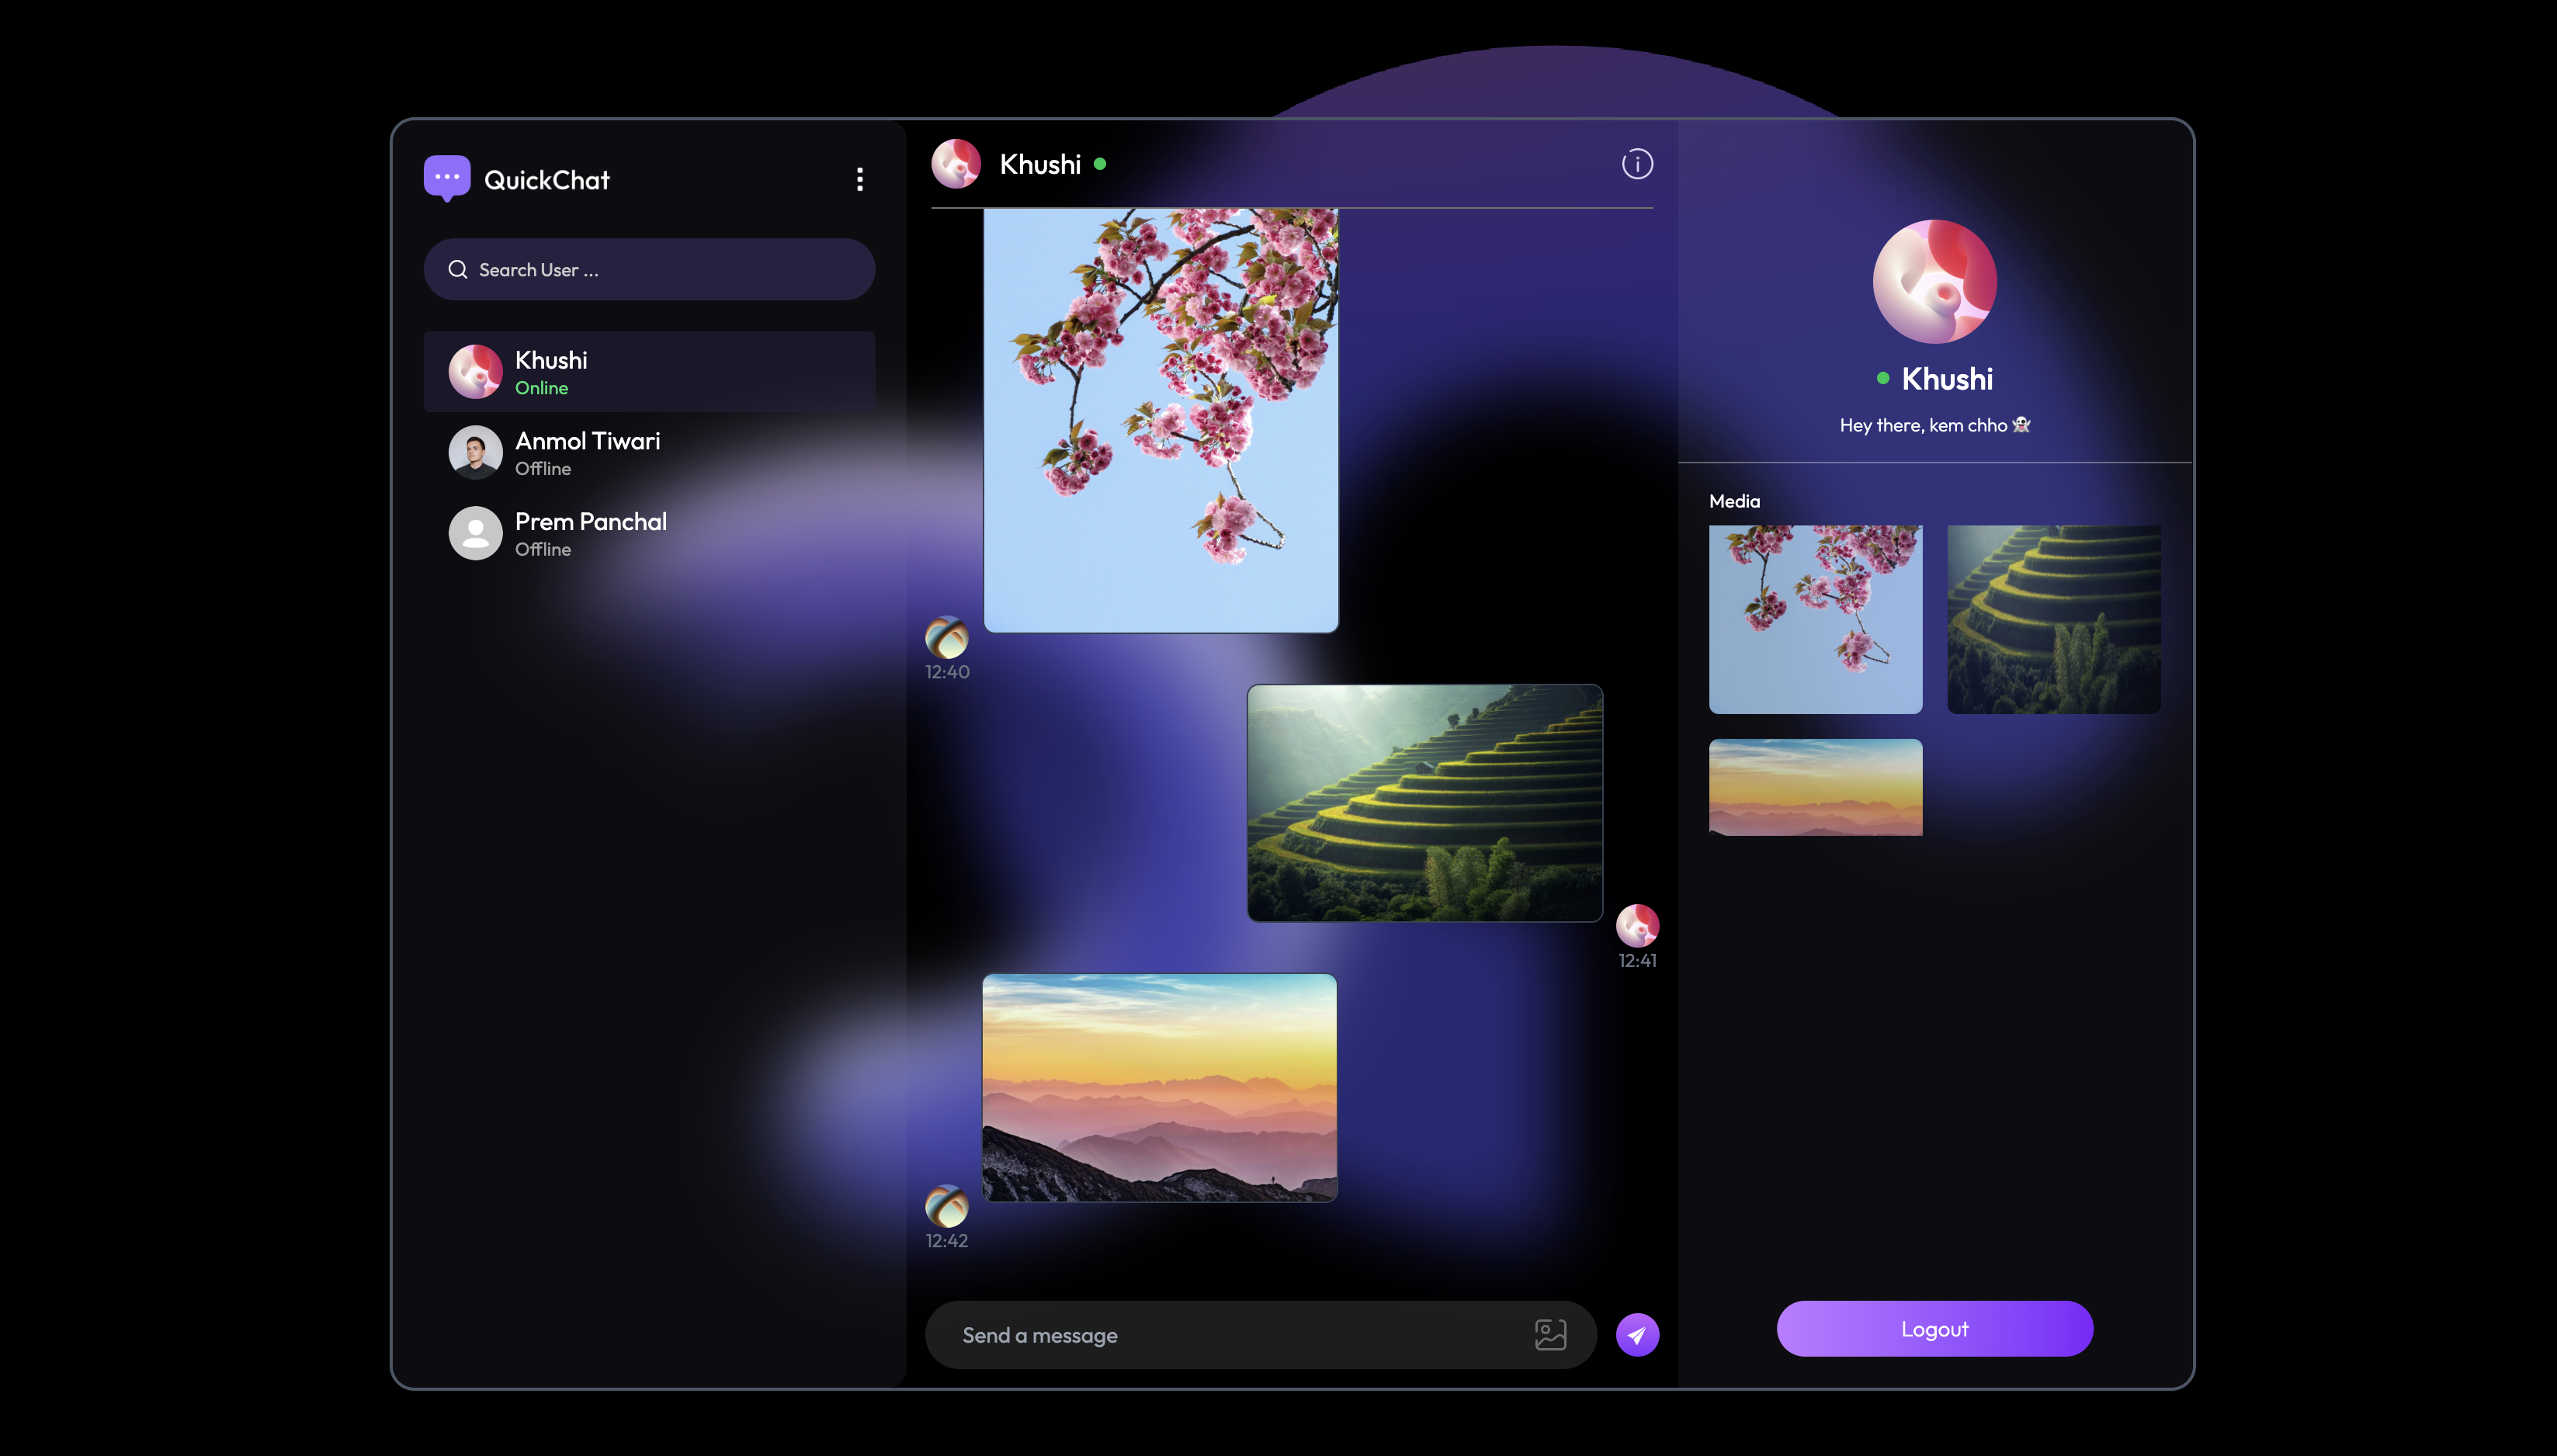 QuickChat
Search User ...
Khushi
Online
Anmol Tiwari
Offline
Prem Panchal
Offline
Khushi
12:40
12:41
12:42
Send a message
Khushi
Hey there, kem chho 👻
Media
Logout